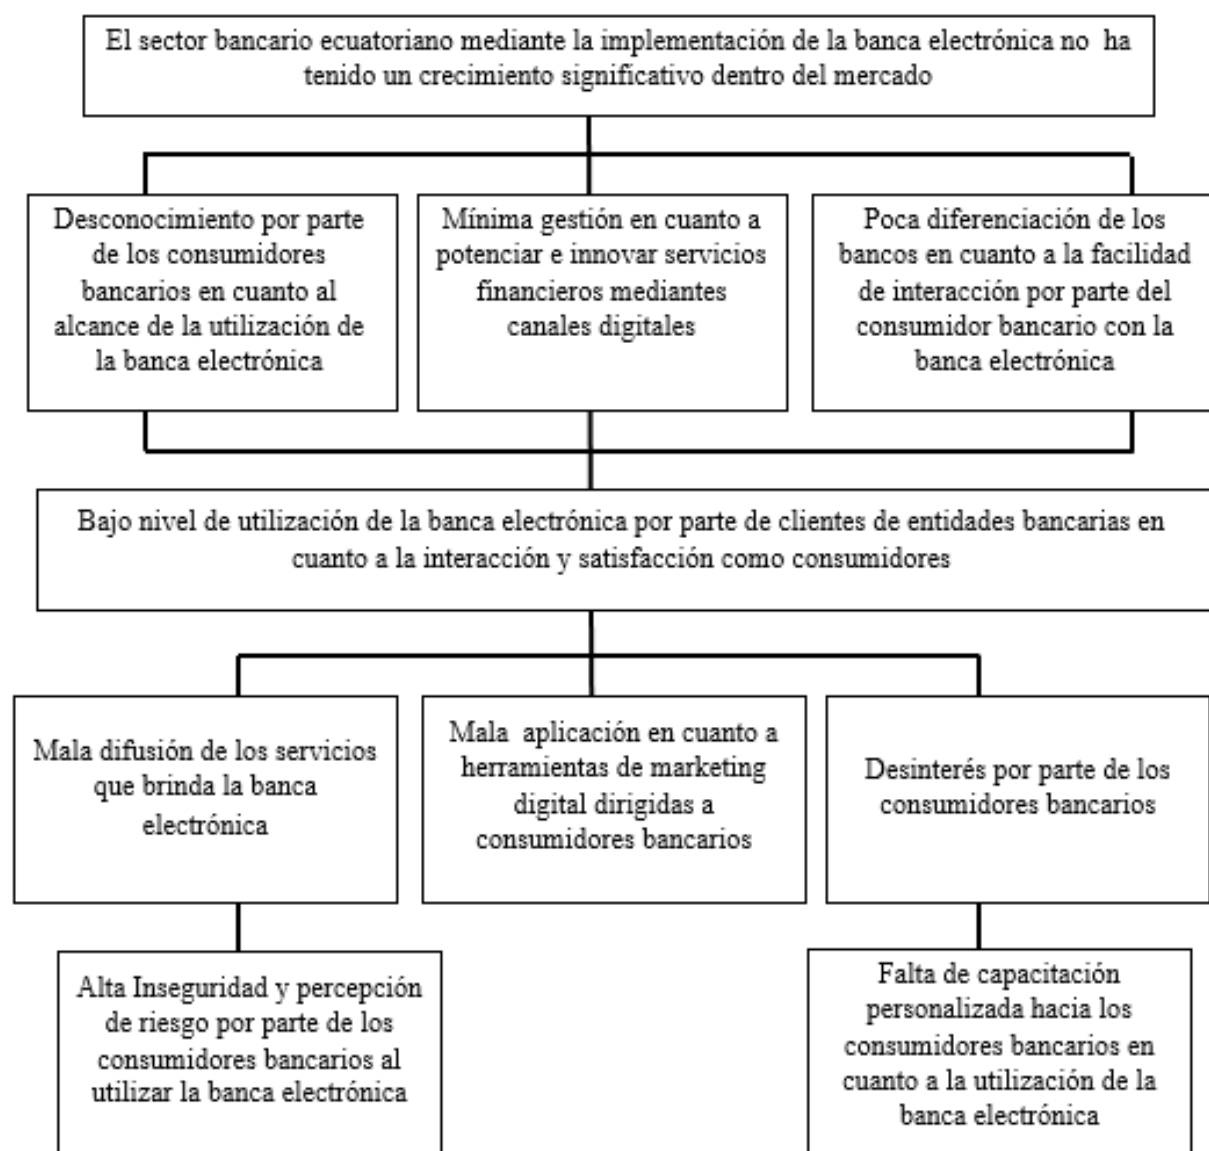 El sector bancario ecuatoriano mediante la implementación de la banca electrónica no ha
tenido un crecimiento significativo dentro del mercado
Desconocimiento por parte
de los consumidores
bancarios en cuanto al
alcance de la utilización de
la banca electrónica
Mínima gestión en cuanto a
potenciar e innovar servicios
financieros mediantes
canales digitales
Poca diferenciación de los
bancos en cuanto a la facilidad
de interacción por parte del
consumidor bancario con la
banca electrónica
Bajo nivel de utilización de la banca electrónica por parte de clientes de entidades bancarias en
cuanto a la interacción y satisfacción como consumidores
Mala difusión de los servicios
que brinda la banca
electrónica
Mala aplicación en cuanto a
herramientas de marketing
digital dirigidas a
consumidores bancarios
Desinterés por parte de los
consumidores bancarios
Alta Inseguridad y percepción
de riesgo por parte de los
consumidores bancarios al
utilizar la banca electrónica
Falta de capacitación
personalizada hacia los
consumidores bancarios en
cuanto a la utilización de la
banca electrónica